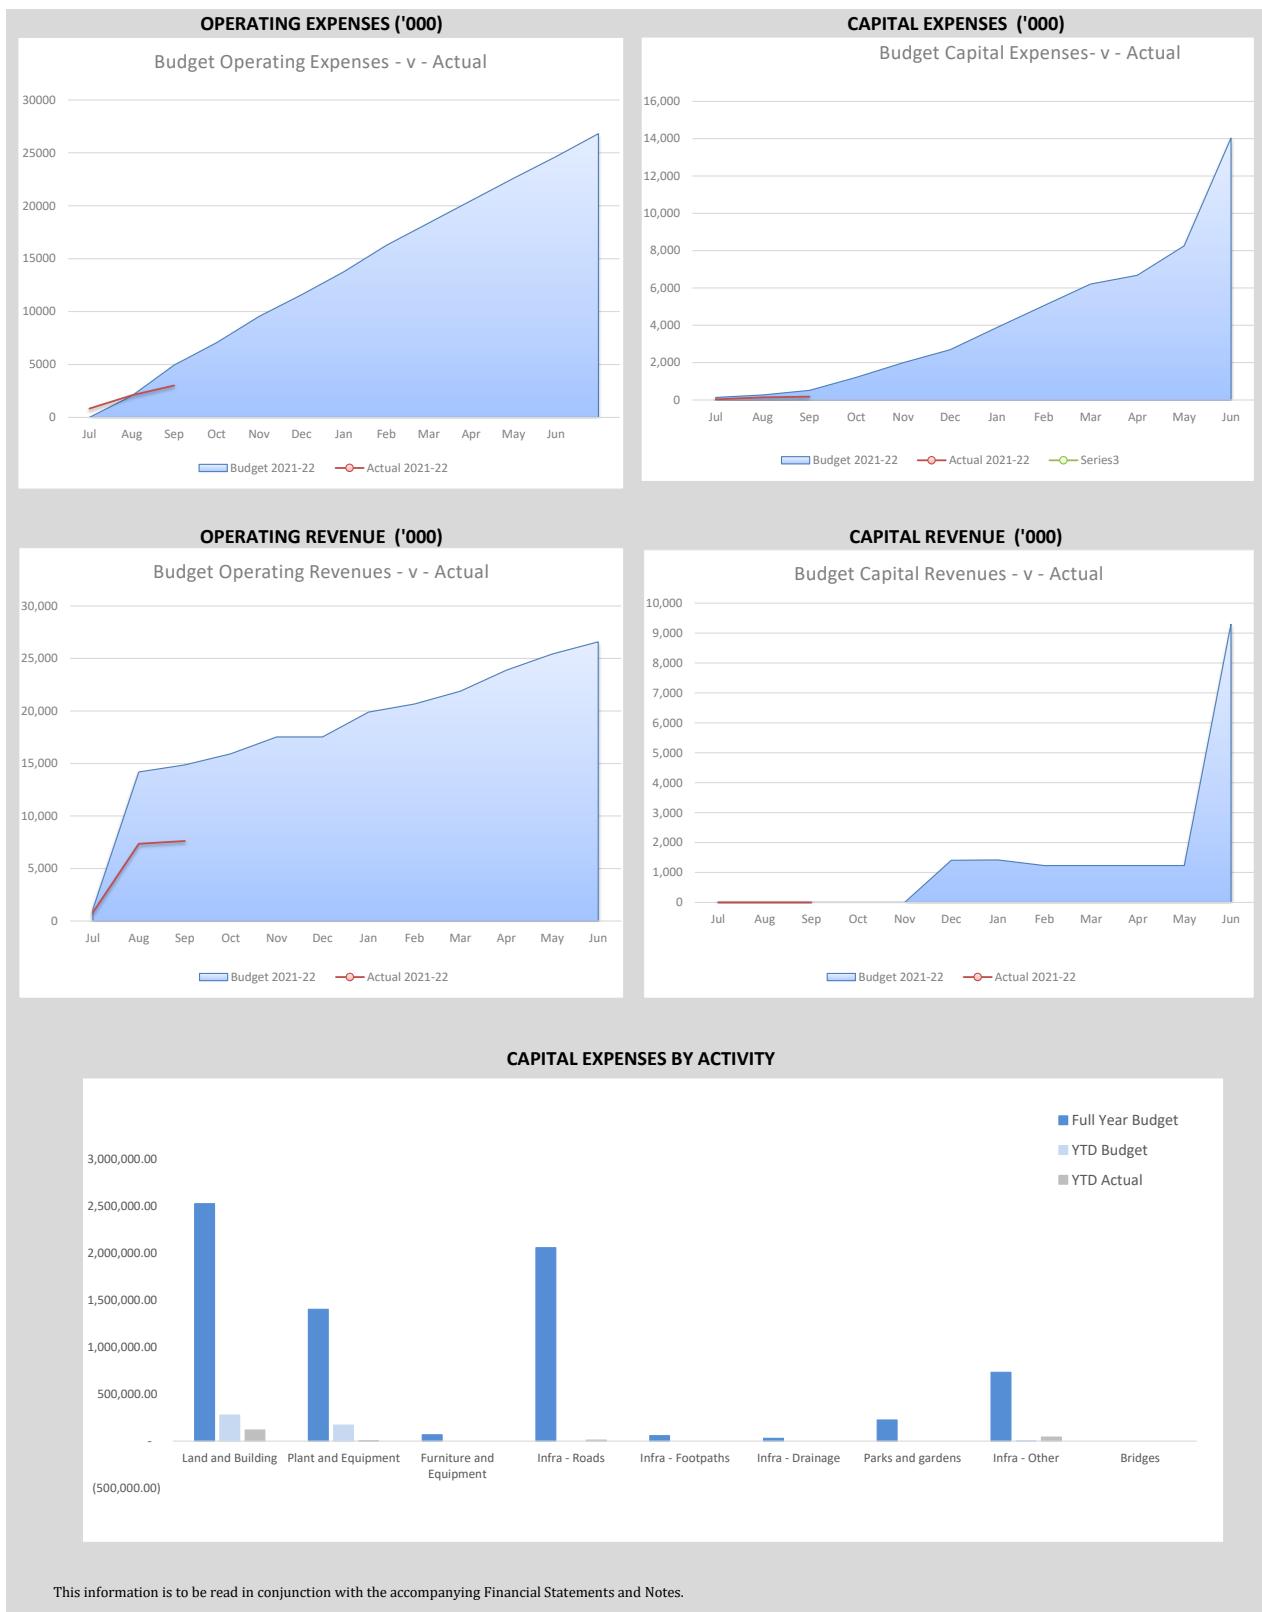 OPERATING EXPENSES ('000)
Budget Operating Expenses - v - Actual
30000
25000
20000
15000
10000
5000
0
Jul Aug Sep Oct Nov Dec Jan Feb Mar Apr May Jun
Budget 2021-22 Actual 2021-22
CAPITAL EXPENSES ('000)
Budget Capital Expenses- v - Actual
16,000
14,000
12,000
10,000
8,000
6,000
4,000
2,000
0
Jul Aug Sep Oct Nov Dec Jan Feb Mar Apr May Jun
Budget 2021-22 Actual 2021-22 Series3
OPERATING REVENUE ('000)
Budget Operating Revenues - v - Actual
30,000
25,000
20,000
15,000
10,000
5,000
0
Jul Aug Sep Oct Nov Dec Jan Feb Mar Apr May Jun
Budget 2021-22 Actual 2021-22
CAPITAL REVENUE ('000)
Budget Capital Revenues - v - Actual
10,000
9,000
8,000
7,000
6,000
5,000
4,000
3,000
2,000
1,000
0
Jul Aug Sep Oct Nov Dec Jan Feb Mar Apr May Jun
Budget 2021-22 Actual 2021-22
CAPITAL EXPENSES BY ACTIVITY
Full Year Budget
YTD Budget
YTD Actual
3,000,000.00
2,500,000.00
2,000,000.00
1,500,000.00
1,000,000.00
500,000.00
-
(500,000.00)
Land and Building Plant and Equipment Furniture and Infra - Roads Infra - Footpaths Infra - Drainage Parks and gardens Infra - Other Bridges
Equipment
This information is to be read in conjunction with the accompanying Financial Statements and Notes.